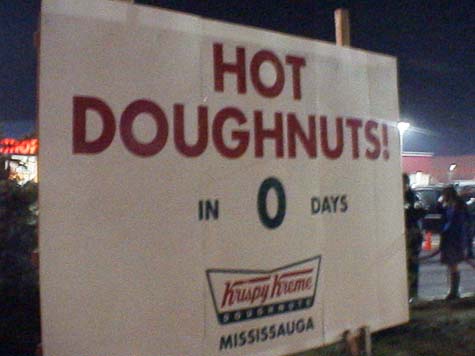 HOT
DOUGHNUTS!
IN 0 DAYS
Krispy Kreme
DOUGHNUTS
MISSISSAUGA